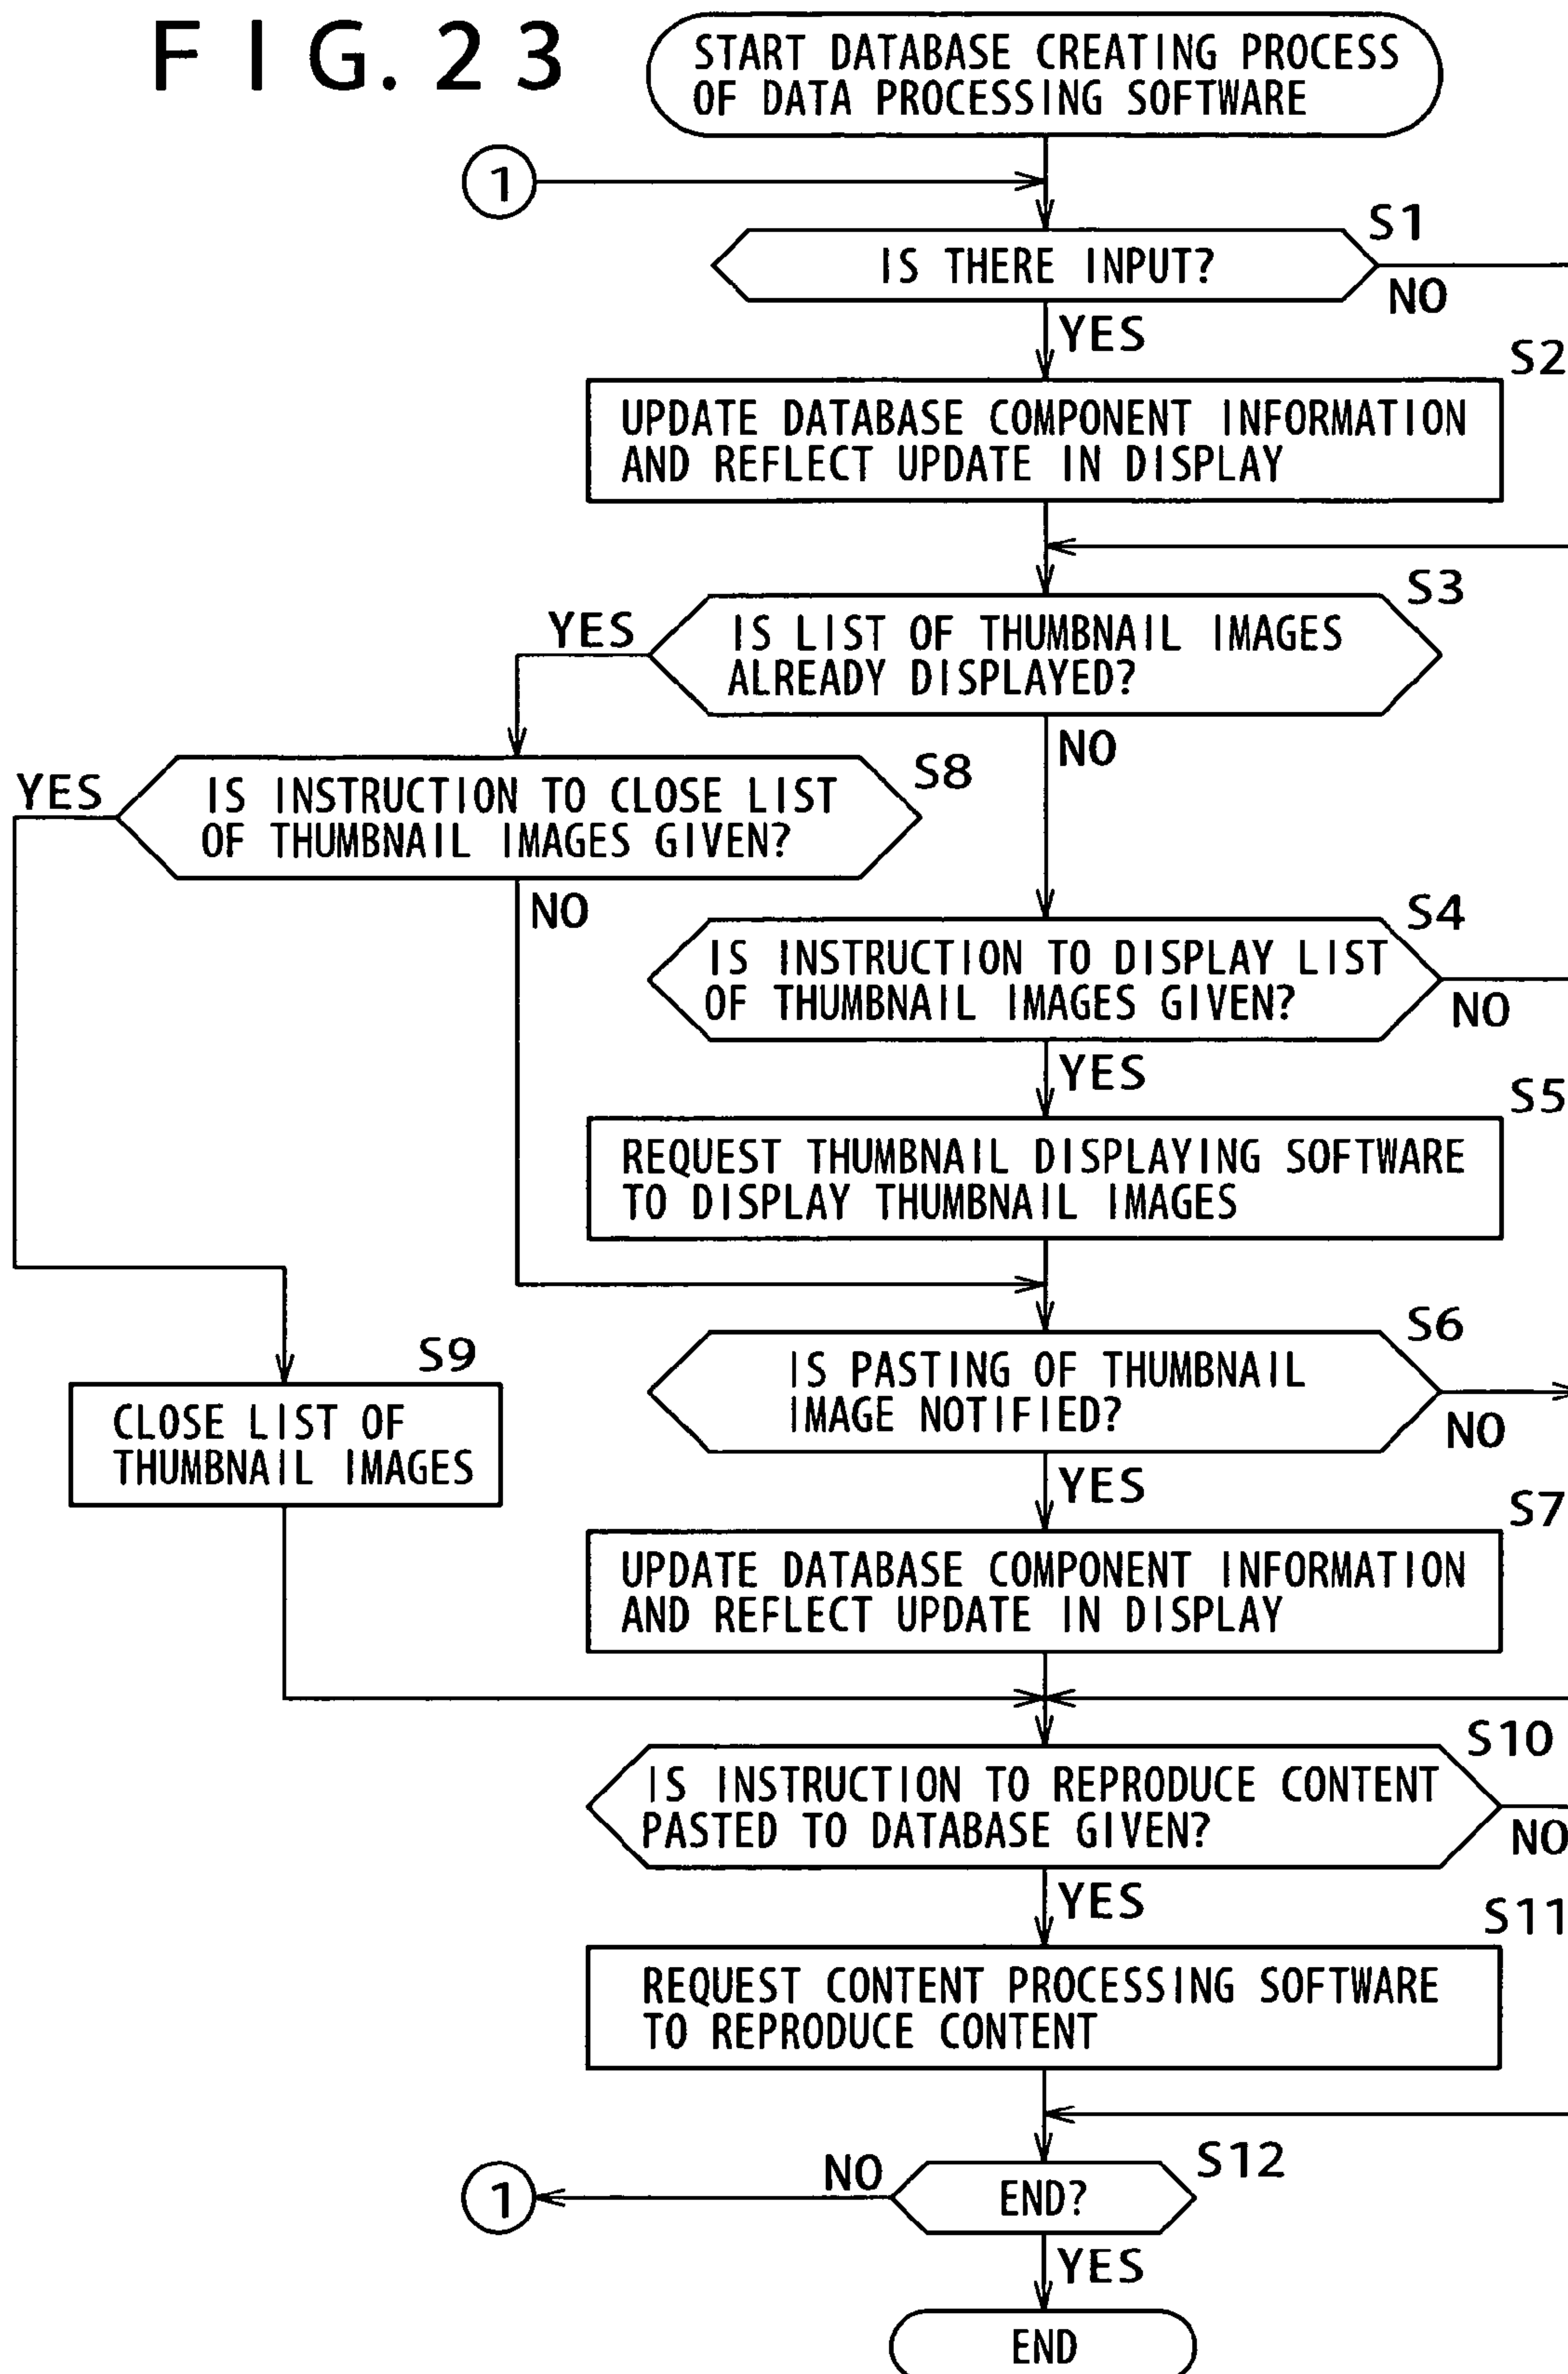 FIG. 23
START DATABASE CREATING PROCESS
OF DATA PROCESSING SOFTWARE
1
S1
IS THERE INPUT?
NO
YES
S2
UPDATE DATABASE COMPONENT INFORMATION
AND REFLECT UPDATE IN DISPLAY
S3
YES
IS LIST OF THUMBNAIL IMAGES
ALREADY DISPLAYED?
NO
S8
YES
IS INSTRUCTION TO CLOSE LIST
OF THUMBNAIL IMAGES GIVEN?
NO
S4
IS INSTRUCTION TO DISPLAY LIST
OF THUMBNAIL IMAGES GIVEN?
NO
YES
S5
REQUEST THUMBNAIL DISPLAYING SOFTWARE
TO DISPLAY THUMBNAIL IMAGES
S6
IS PASTING OF THUMBNAIL
IMAGE NOTIFIED?
NO
S9
CLOSE LIST OF
THUMBNAIL IMAGES
YES
S7
UPDATE DATABASE COMPONENT INFORMATION
AND REFLECT UPDATE IN DISPLAY
S10
IS INSTRUCTION TO REPRODUCE CONTENT
PASTED TO DATABASE GIVEN?
NO
YES
S11
REQUEST CONTENT PROCESSING SOFTWARE
TO REPRODUCE CONTENT
S12
NO
1
END?
YES
END